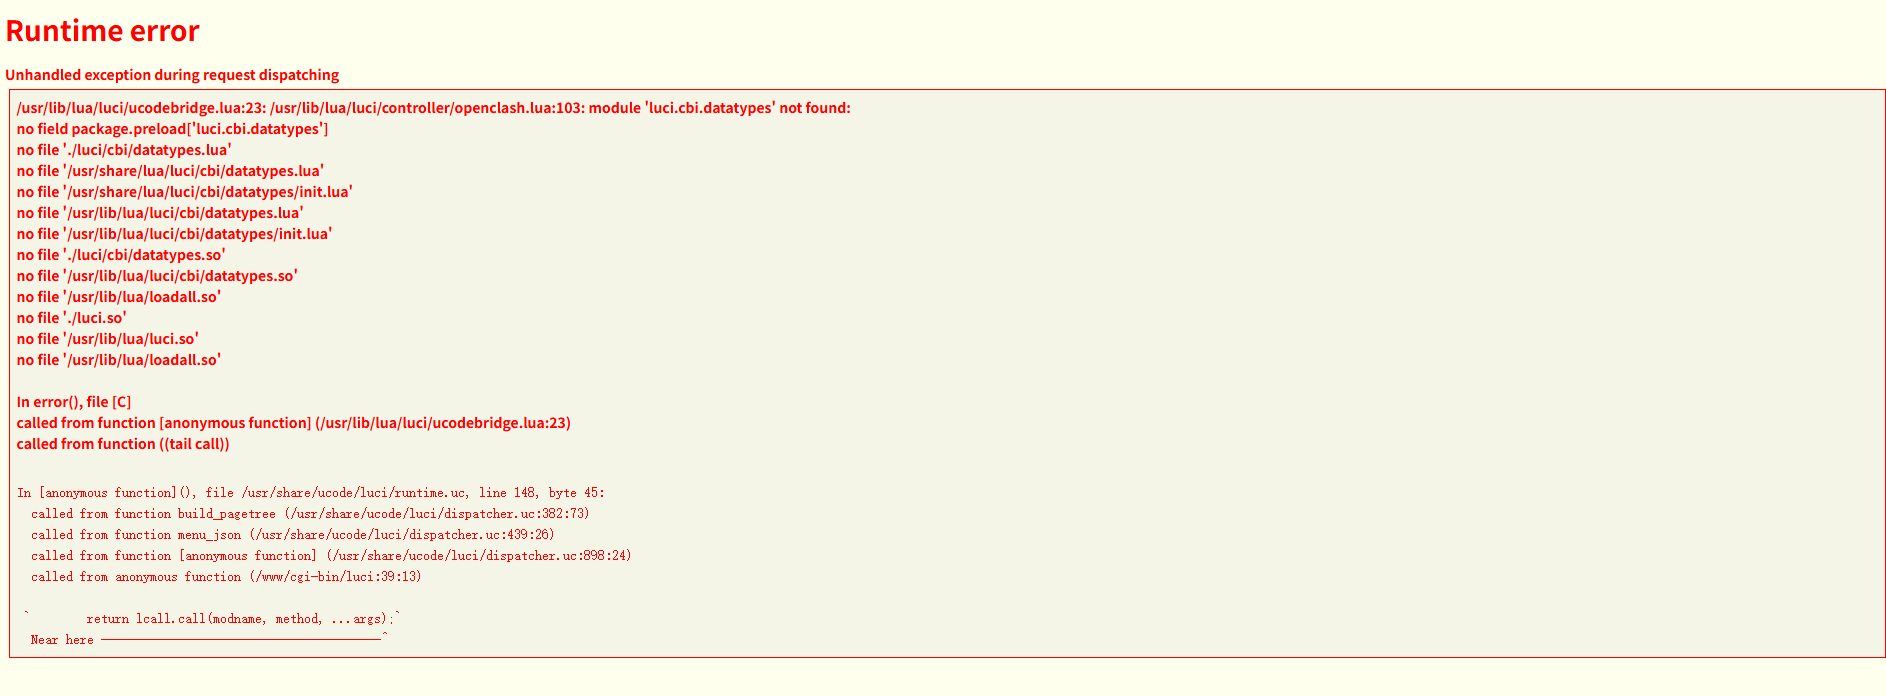 Runtime error
Unhandled exception during request dispatching
/usr/lib/lua/luci/ucodebridge.lua:23: /usr/lib/lua/luci/controller/openclash.lua:103: module 'luci.cbi.datatypes' not found:
no field package.preload['luci.cbi.datatypes']
no file './luci/cbi/datatypes.lua'
no file '/usr/share/lua/luci/cbi/datatypes.lua'
no file '/usr/share/lua/luci/cbi/datatypes/init.lua'
no file '/usr/lib/lua/luci/cbi/datatypes.lua'
no file '/usr/lib/lua/luci/cbi/datatypes/init.lua'
no file './luci/cbi/datatypes.so'
no file '/usr/lib/lua/luci/cbi/datatypes.so'
no file '/usr/lib/lua/loadall.so'
no file './luci.so'
no file '/usr/lib/lua/luci.so'
no file '/usr/lib/lua/loadall.so'
In error(), file [C]
called from function [anonymous function] (/usr/lib/lua/luci/ucodebridge.lua:23)
called from function ((tail call))
In [anonymous function](), file /usr/share/ucode/luci/runtime.uc, line 148, byte 45:
called from function build_pagetree (/usr/share/ucode/luci/dispatcher.uc:382:73)
called from function menu_json (/usr/share/ucode/luci/dispatcher.uc:439:26)
called from function [anonymous function] (/usr/share/ucode/luci/dispatcher.uc:898:24)
called from anonymous function (/www/cgi-bin/luci:39:13)
`        return lcall.call(modname, method, ...args);`
Near here ----------------------------------------^